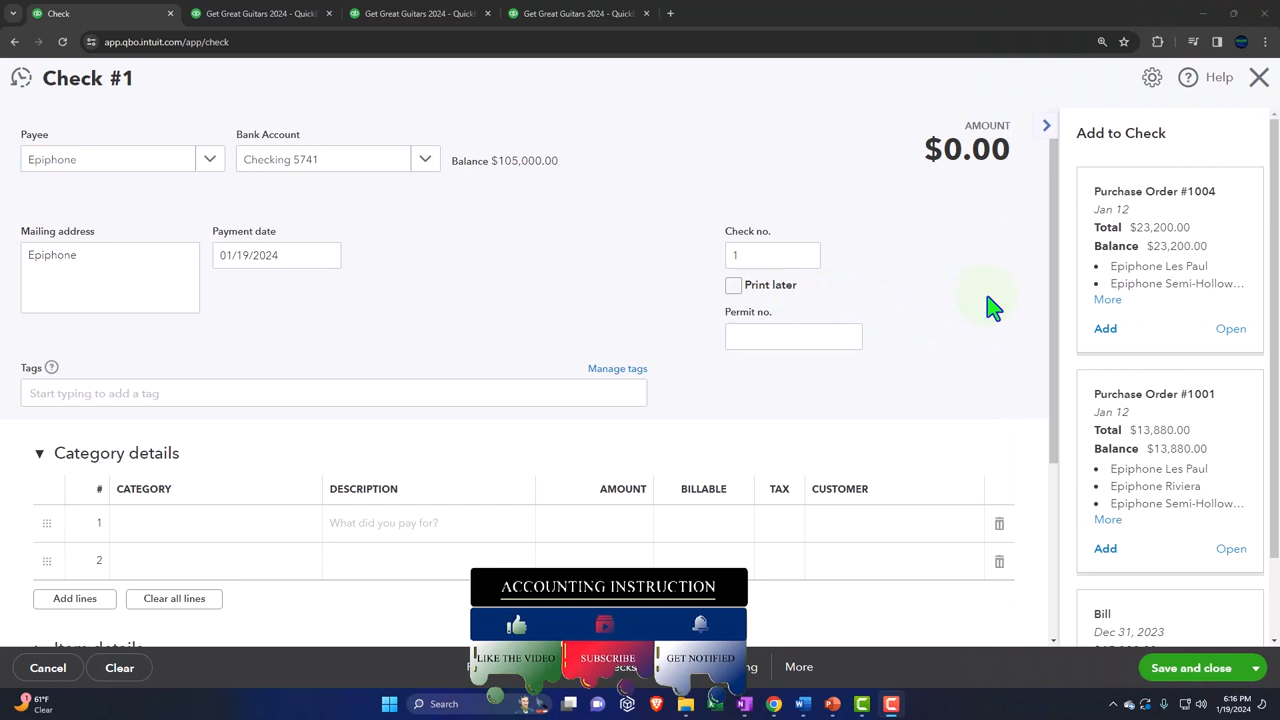 Check
Get Great Guitars 2024 - Quick
Get Great Guitars 2024 - Quick
Get Great Guitars 2024 - Quick
app.qbo.intuit.com/app/check
Check #1
Help
Payee
Bank Account
AMOUNT
Epiphone
Checking 5741
Balance $105,000.00
$0.00
Add to Check
Mailing address
Payment date
Check no.
Epiphone
01/19/2024
1
Print later
Permit no.
Tags
Manage tags
Start typing to add a tag
Purchase Order #1004
Jan 12
Total $23,200.00
Balance $23,200.00
Epiphone Les Paul
Epiphone Semi-Hollow...
More
Add Open
Purchase Order #1001
Jan 12
Total $13,880.00
Balance $13,880.00
Epiphone Les Paul
Epiphone Riviera
Epiphone Semi-Hollow...
More
Add Open
Bill
Dec 31, 2023
Category details
# CATEGORY DESCRIPTION AMOUNT BILLABLE TAX CUSTOMER
1 What did you pay for?
2
Add lines Clear all lines
Item details
ACCOUNTING INSTRUCTION
LIKE THE VIDEO SUBSCRIBE GET NOTIFIED
Cancel Clear More Save and close
61°F
Clear
Search
6:16 PM
1/19/2024